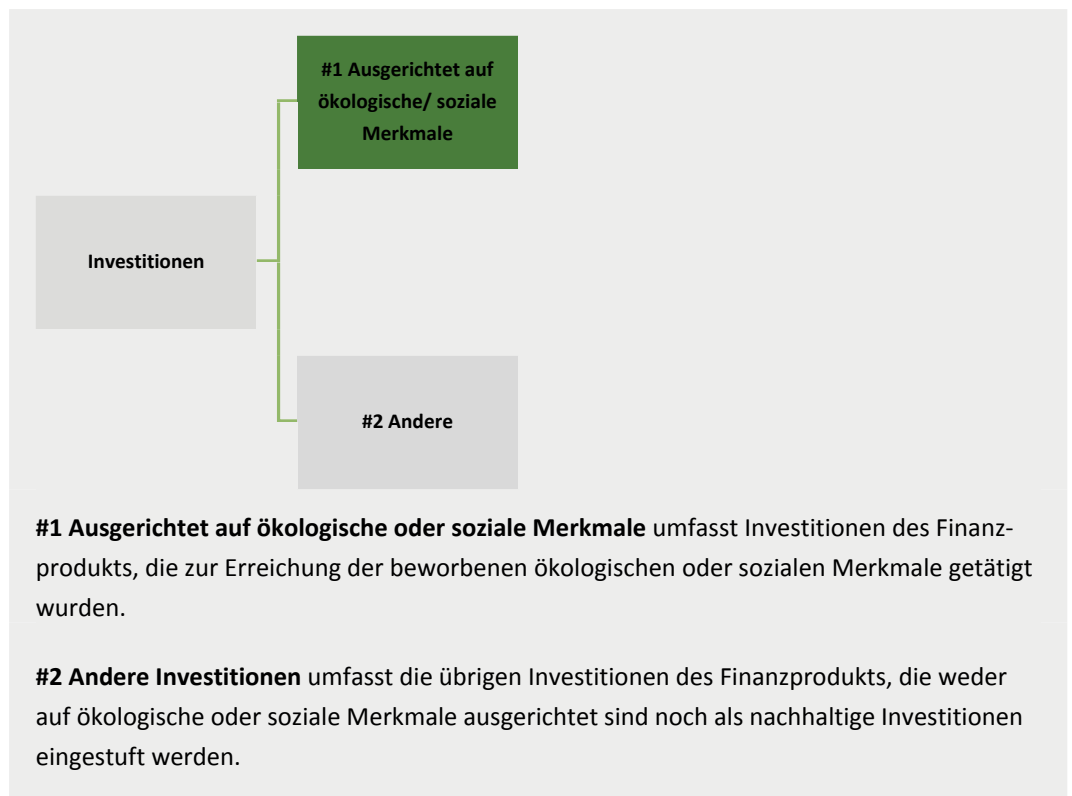 #1 Ausgerichtet auf
ökologische/ soziale
Merkmale
Investitionen
#2 Andere
#1 Ausgerichtet auf ökologische oder soziale Merkmale umfasst Investitionen des Finanz-
produkts, die zur Erreichung der beworbenen ökologischen oder sozialen Merkmale getätigt
wurden.
#2 Andere Investitionen umfasst die übrigen Investitionen des Finanzprodukts, die weder
auf ökologische oder soziale Merkmale ausgerichtet sind noch als nachhaltige Investitionen
eingestuft werden.